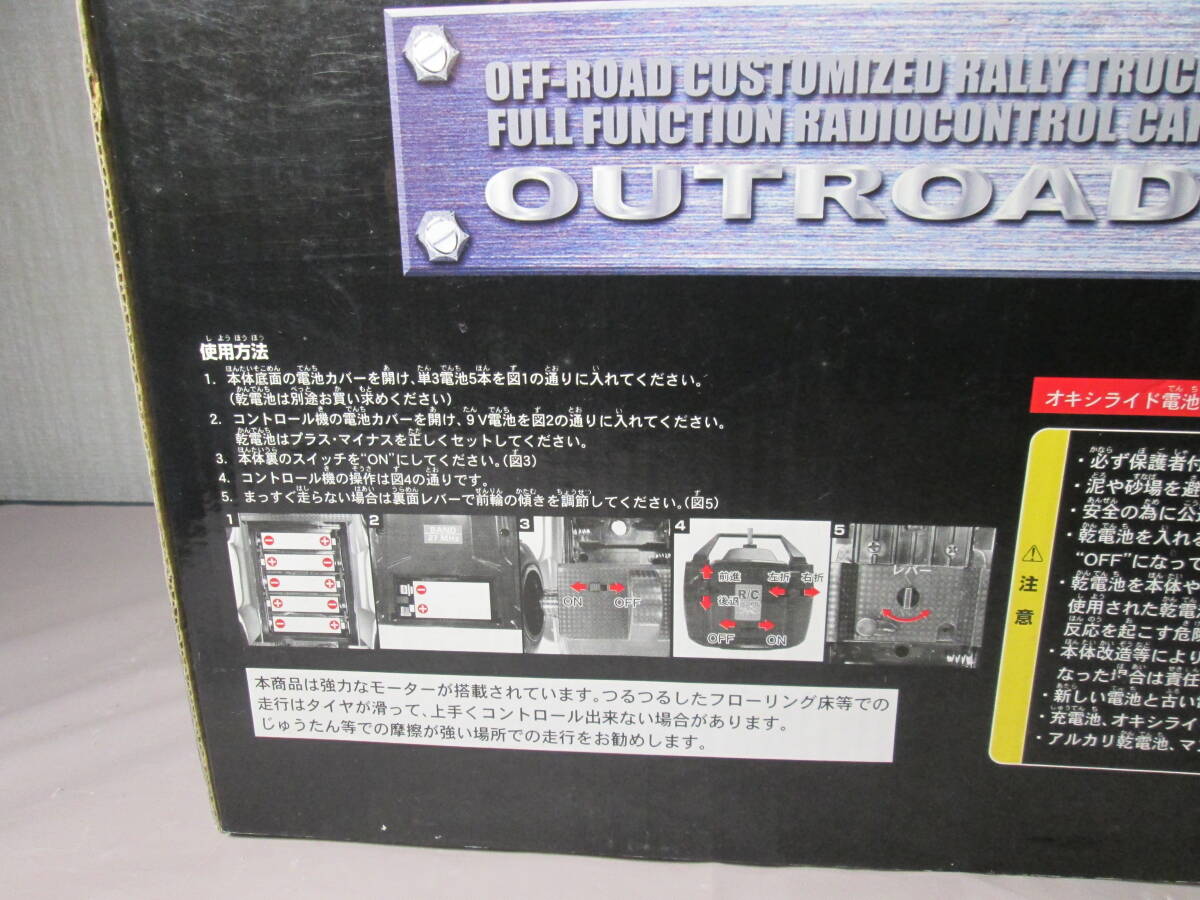 OFF-ROAD CUSTOMIZED RALLY TRUC
FULL FUNCTION RADIOCONTROL CA
OUTROAD
使用方法
1. 本体底面の電池カバーを開け、単3電池5本を図1の通りに入れてください。
(乾電池は別途お買い求めください)
2. コントロール機の電池カバーを開け、9V電池を図2の通りに入れてください。
乾電池はプラス・マイナスを正しくセットしてください。
3. 本体裏のスイッチを"ON"にしてください。(図3)
4. コントロール機の操作は図4の通りです。
5. まっすぐ走らない場合は裏面レバーで前輪の傾きを調節してください。(図5)
1
2
BAND
27 MHz
3
ON OFF
4
前進 左折 右折
後退 R/C
OFF ON
5
レバー
本商品は強力なモーターが搭載されています。つるつるしたフローリング床等での
走行はタイヤが滑って、上手くコントロール出来ない場合があります。
じゅうたん等での摩擦が強い場所での走行をお勧めします。
オキシライド電池
注意
・必ず保護者付
・泥や砂場を避
・安全の為に公
・乾電池を入れる
"OFF"になって
・乾電池を本体や
使用された乾電
反応を起こす危
・本体改造等により
なった場合は責任
・新しい電池と古い
・充電池、オキシライ
・アルカリ乾電池、マ